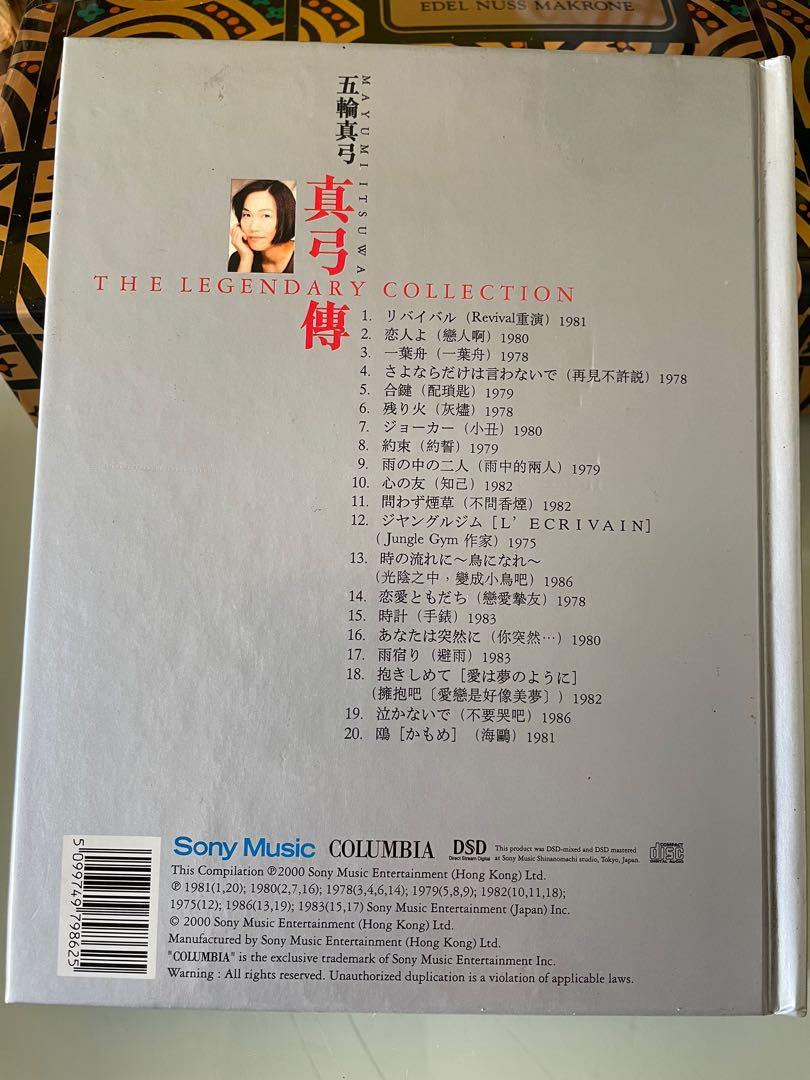 EDEL NUSS MAKRONE
五輪真弓
MAYUMI ITSUWA
真弓傳
THE LEGENDARY COLLECTION
1. リバイバル（Revival重演）1981
2. 恋人よ（戀人啊）1980
3. 一葉舟（一葉舟）1978
4. さよならだけは言わないで（再見不許説）1978
5. 合鍵（配瑣匙）1979
6. 残り火（灰燼）1978
7. ジョーカー（小丑）1980
8. 約束（約誓）1979
9. 雨の中の二人（雨中的兩人）1979
10. 心の友（知己）1982
11. 問わず煙草（不問香煙）1982
12. ジヤングルジム［L' ECRIVAIN］
（Jungle Gym 作家）1975
13. 時の流れに～鳥になれ～
（光陰之中，變成小鳥吧）1986
14. 恋愛ともだち（戀愛摯友）1978
15. 時計（手錶）1983
16. あなたは突然に（你突然…）1980
17. 雨宿り（避雨）1983
18. 抱きしめて［愛は夢のように］
（擁抱吧〔愛戀是好像美夢〕）1982
19. 泣かないで（不要哭吧）1986
20. 鴎［かもめ］（海鷗）1981
5099749798625
Sony Music COLUMBIA DSD Direct Stream Digital
This product was DSD-mixed and DSD mastered
at Sony Music Shinanomachi studio, Tokyo, Japan.
COMPACT disc DIGITAL AUDIO
This Compilation ℗2000 Sony Music Entertainment (Hong Kong) Ltd.
℗ 1981(1,20); 1980(2,7,16); 1978(3,4,6,14); 1979(5,8,9); 1982(10,11,18);
1975(12); 1986(13,19); 1983(15,17) Sony Music Entertainment (Japan) Inc.
© 2000 Sony Music Entertainment (Hong Kong) Ltd.
Manufactured by Sony Music Entertainment (Hong Kong) Ltd.
"COLUMBIA" is the exclusive trademark of Sony Music Entertainment Inc.
Warning : All rights reserved. Unauthorized duplication is a violation of applicable laws.